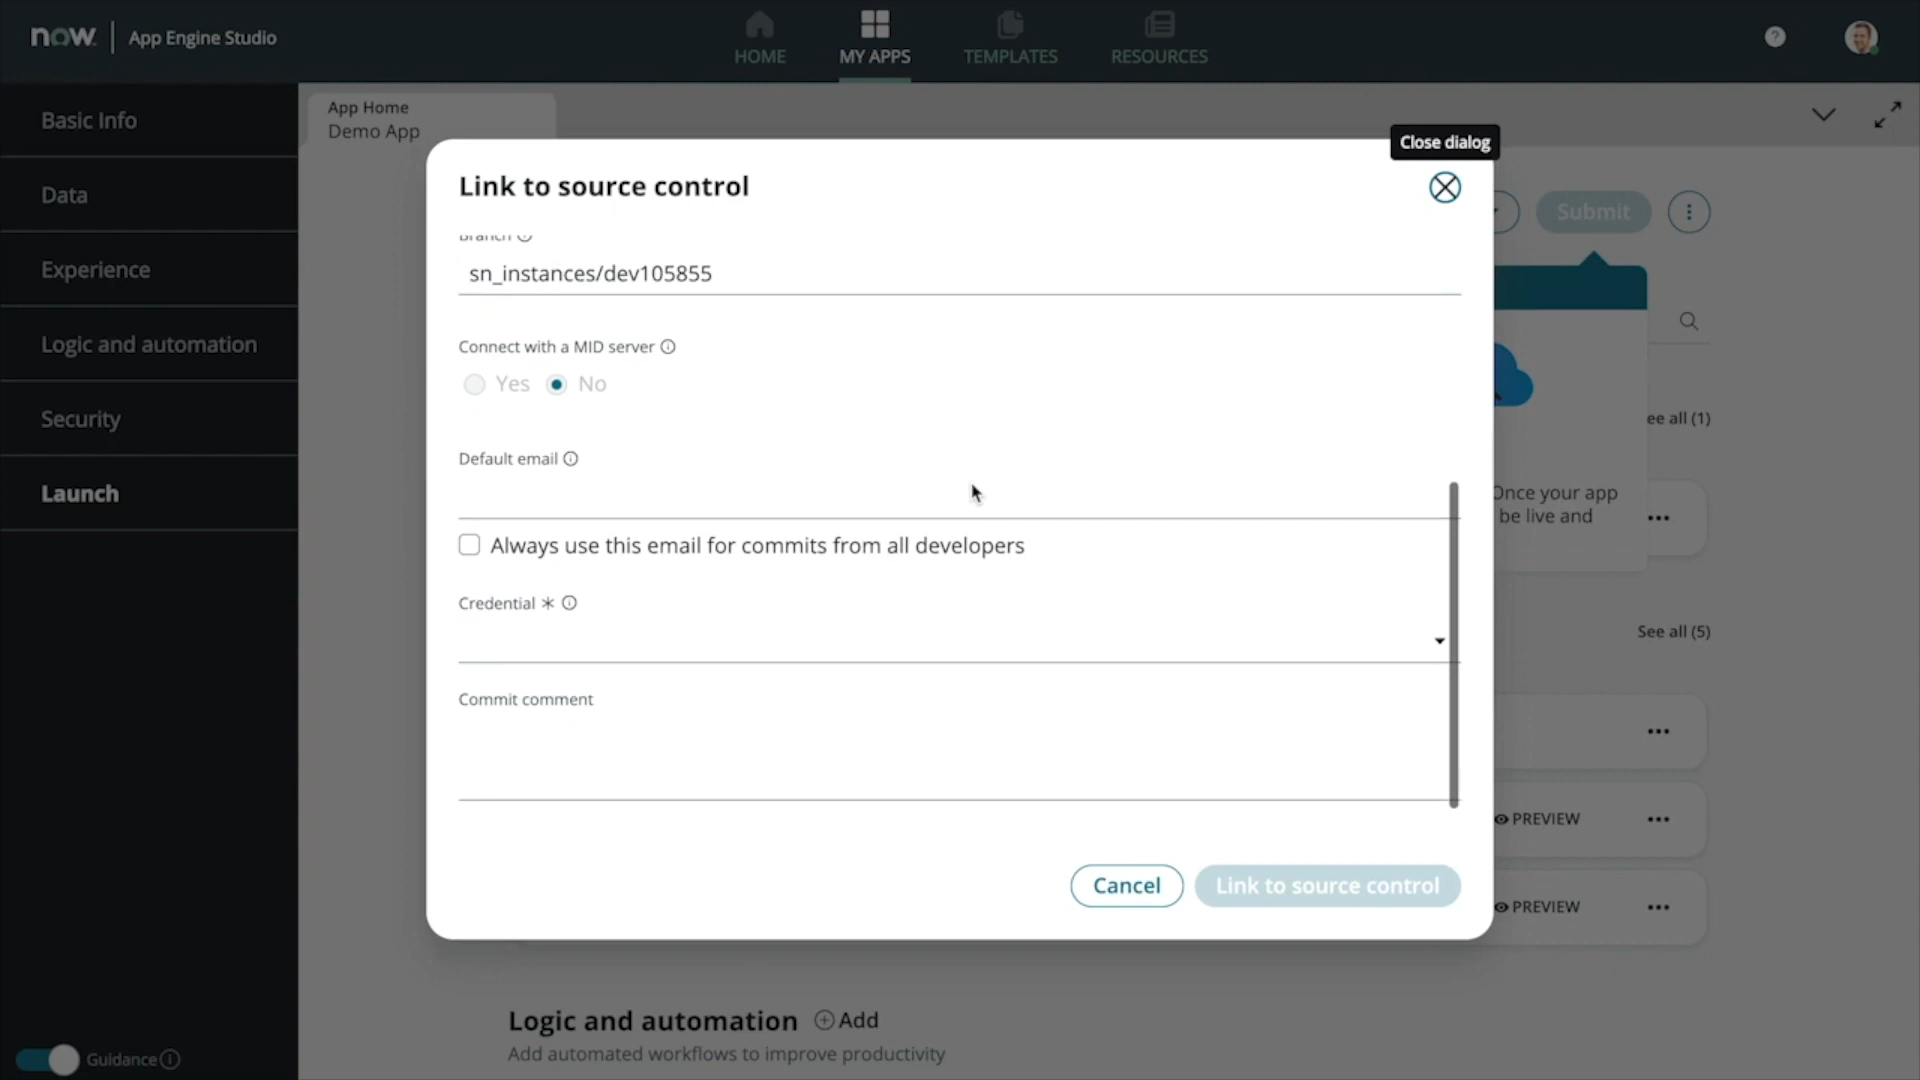 now. App Engine Studio
HOME
MY APPS
TEMPLATES
RESOURCES
?
Basic Info
Data
Experience
Logic and automation
Security
Launch
Guidance
App Home
Demo App
Close dialog
Link to source control
Branch
sn_instances/dev105855
Connect with a MID server
Yes No
Default email
Always use this email for commits from all developers
Credential *
Commit comment
Cancel
Link to source control
Submit
ee all (1)
Once your app
be live and
See all (5)
PREVIEW
PREVIEW
Logic and automation
Add
Add automated workflows to improve productivity